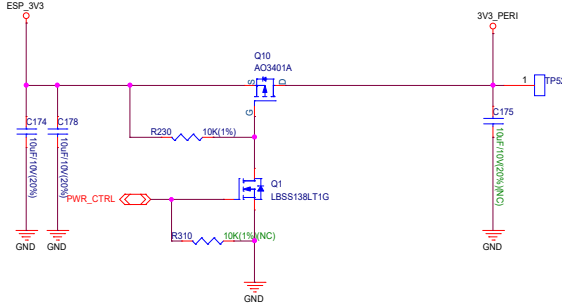 ESP_3V3
3V3_PERI
Q10
AO3401A
S
D
G
1
TP52
C174
10uF/10V(20%)
C178
10uF/10V(20%)
C175
10uF/10V(20%)(NC)
R230
10K(1%)
Q1
LBSS138LT1G
PWR_CTRL
R310
10K(1%)(NC)
GND
GND
GND
GND